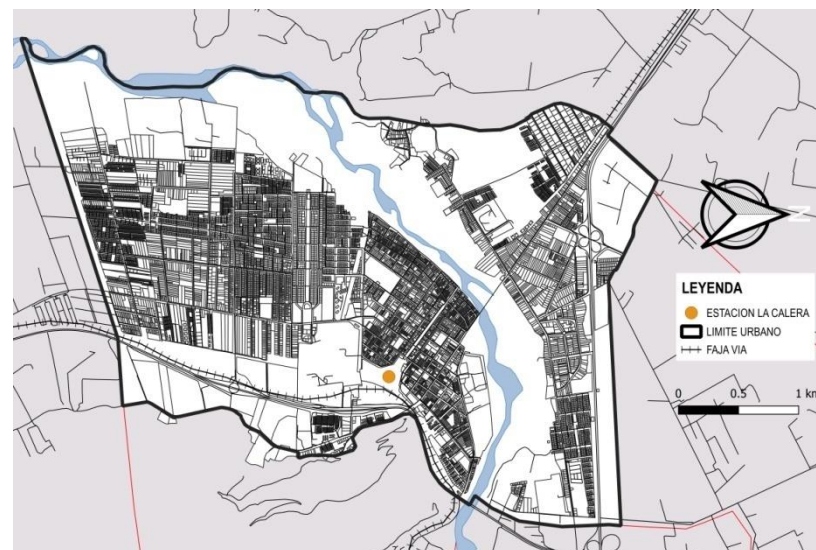 N
LEYENDA
ESTACION LA CALERA
LIMITE URBANO
FAJA VIA
0 0.5 1 km